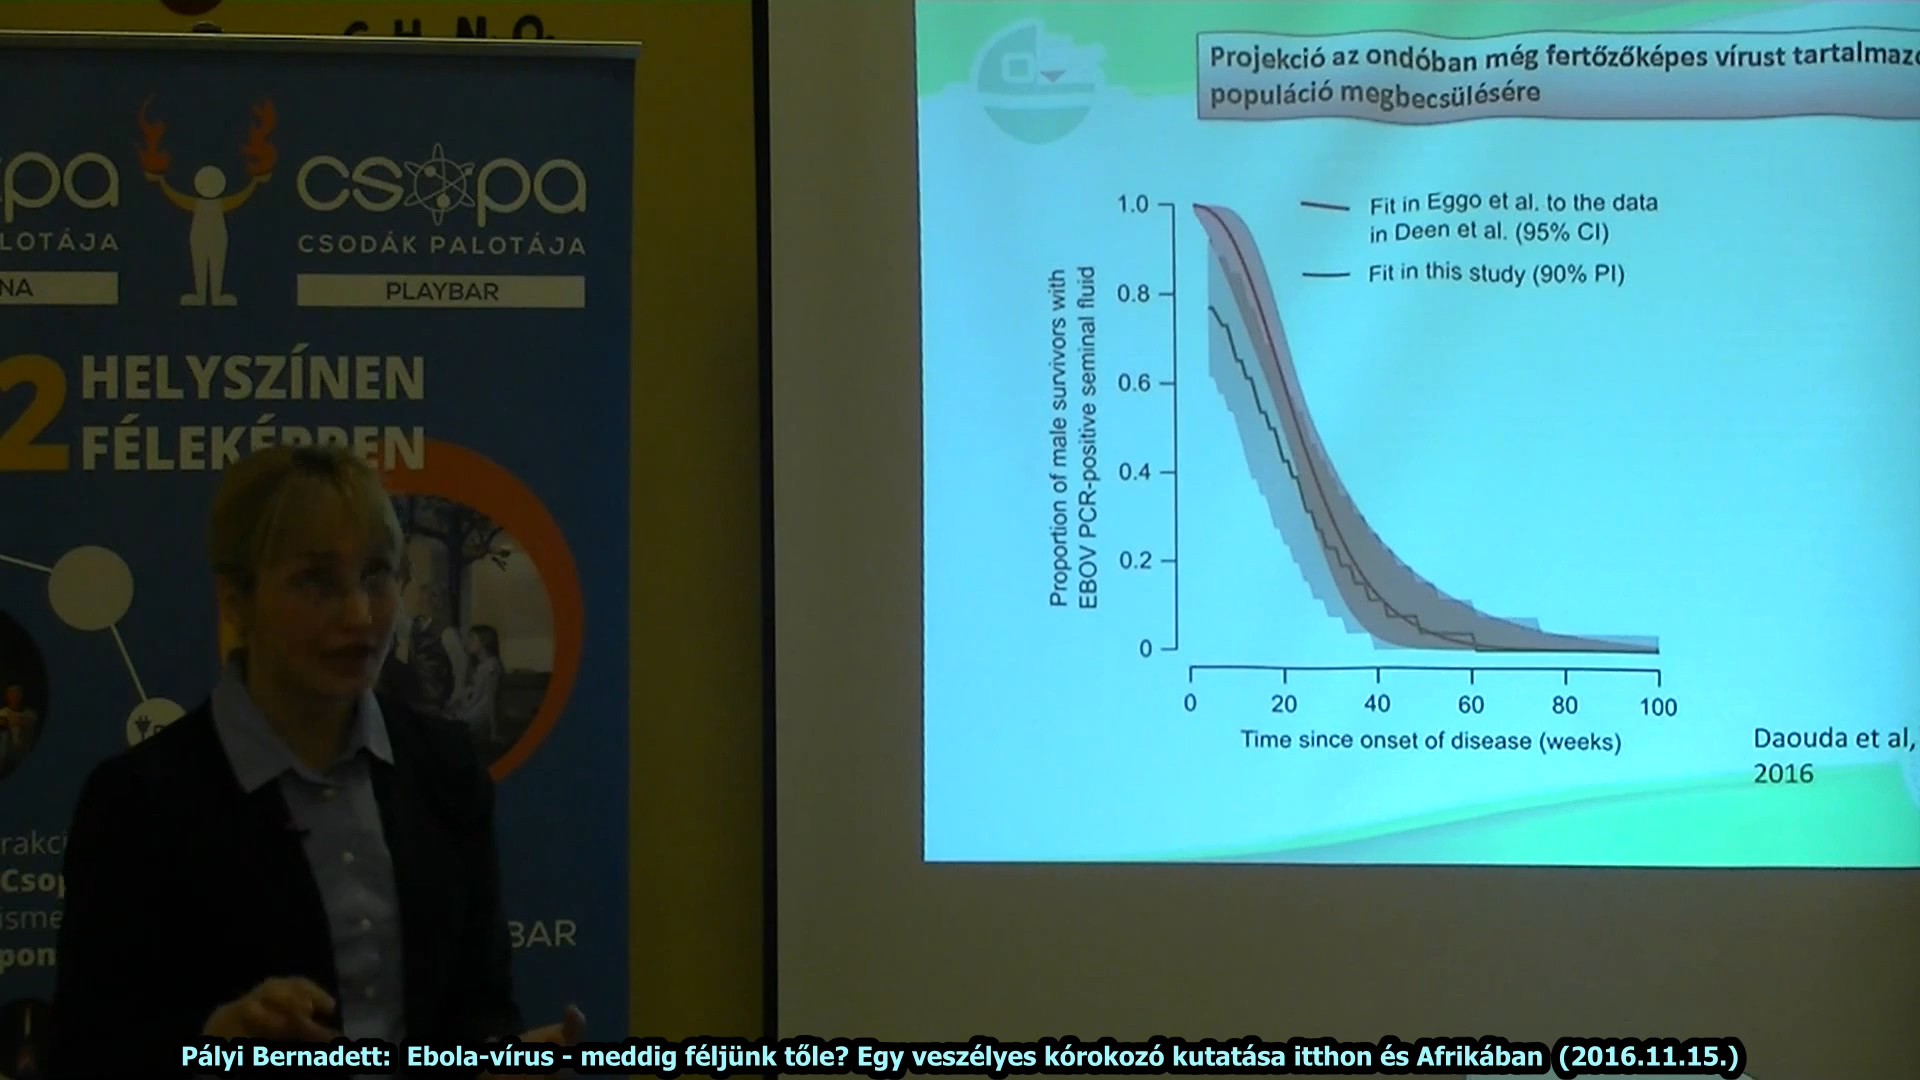 C H N O
pa
LOTÁJA
NA
csopa
CSODÁK PALOTÁJA
PLAYBAR
2 HELYSZÍNEN
FÉLEKÉPPEN
rakci
Csop
isme
pon
BAR
Projekció az ondóban még fertőzőképes vírust tartalmazó
populáció megbecsülésére
Fit in Eggo et al. to the data
in Deen et al. (95% CI)
Fit in this study (90% PI)
Proportion of male survivors with
EBOV PCR-positive seminal fluid
1.0
0.8
0.6
0.4
0.2
0
0 20 40 60 80 100
Time since onset of disease (weeks)
Daouda et al,
2016
Pályi Bernadett: Ebola-vírus - meddig féljünk tőle? Egy veszélyes kórokozó kutatása itthon és Afrikában (2016.11.15.)